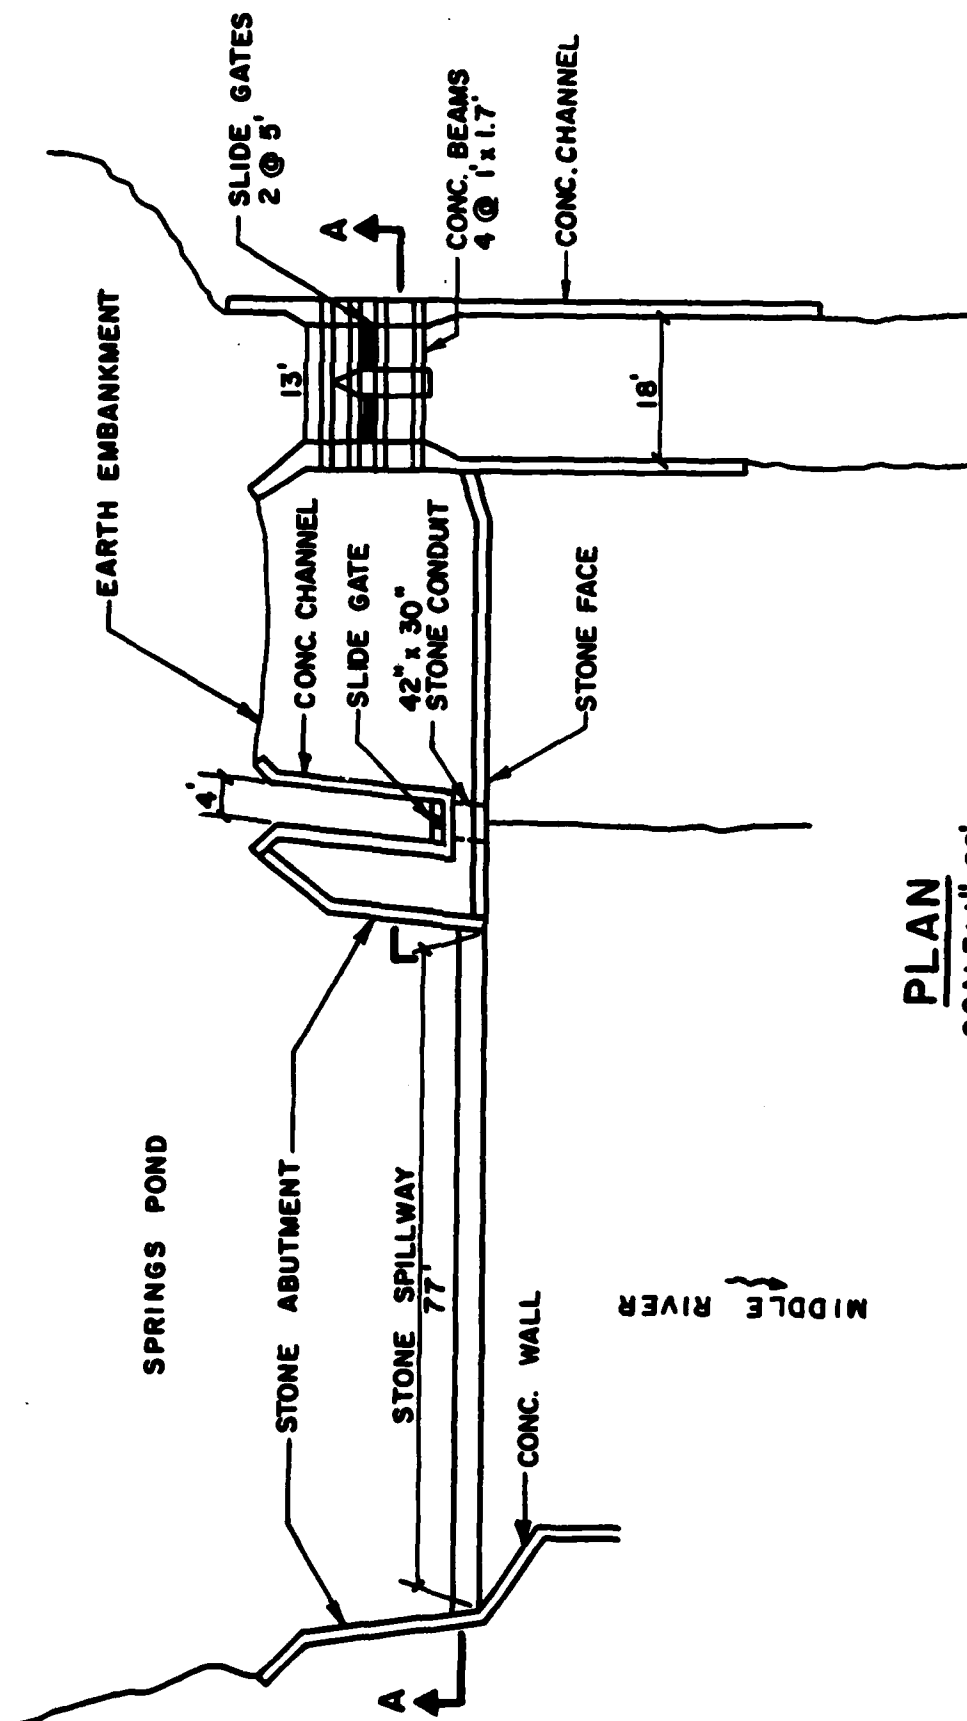 SLIDE GATES
2 @ 5'
A
CONC. BEAMS
4 @ 1' x 1.7'
CONC. CHANNEL
EARTH EMBANKMENT
13'
18'
CONC. CHANNEL
SLIDE GATE
42" x 30"
STONE CONDUIT
STONE FACE
4'
SPRINGS POND
STONE ABUTMENT
STONE SPILLWAY
77'
CONC. WALL
MIDDLE RIVER
A
PLAN